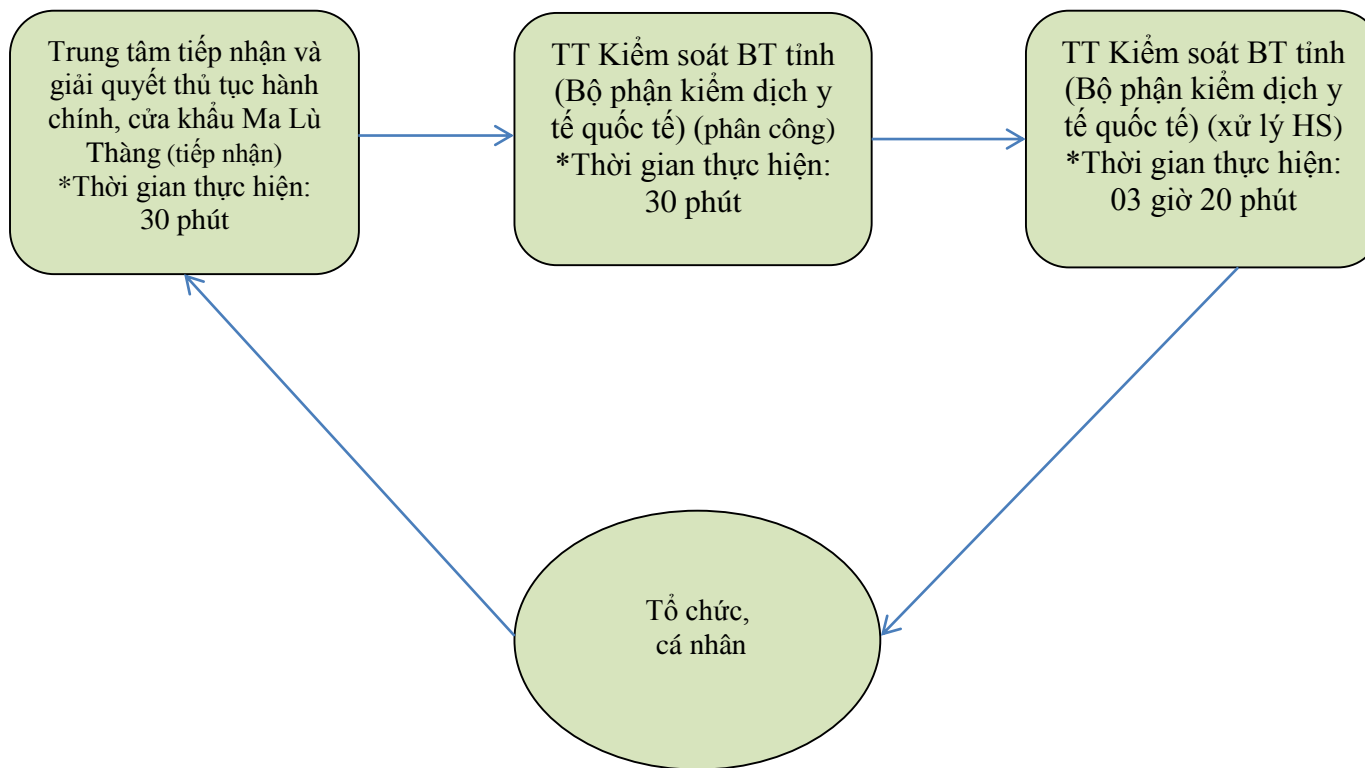 Trung tâm tiếp nhận và
giải quyết thủ tục hành
chính, cửa khẩu Ma Lù
Thàng (tiếp nhận)
*Thời gian thực hiện:
30 phút
TT Kiểm soát BT tỉnh
(Bộ phận kiểm dịch y
tế quốc tế) (phân công)
*Thời gian thực hiện:
30 phút
TT Kiểm soát BT tỉnh
(Bộ phận kiểm dịch y
tế quốc tế) (xử lý HS)
*Thời gian thực hiện:
03 giờ 20 phút
Tổ chức,
cá nhân